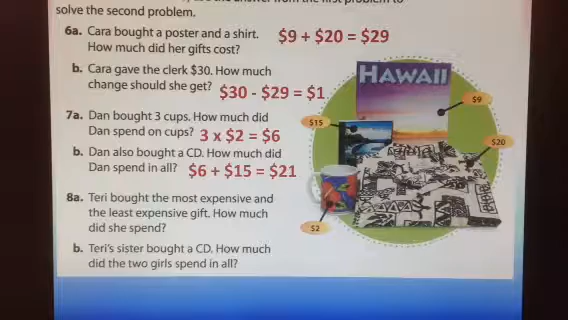 solve the second problem.
6a. Cara bought a poster and a shirt. $9 + $20 = $29
How much did her gifts cost?
b. Cara gave the clerk $30. How much
change should she get? $30 - $29 = $1
HAWAII
$9
7a. Dan bought 3 cups. How much did
Dan spend on cups? 3 x $2 = $6
$15
$20
b. Dan also bought a CD. How much did
Dan spend in all? $6 + $15 = $21
8a. Teri bought the most expensive and
the least expensive gift. How much
did she spend?
$2
b. Teri's sister bought a CD. How much
did the two girls spend in all?